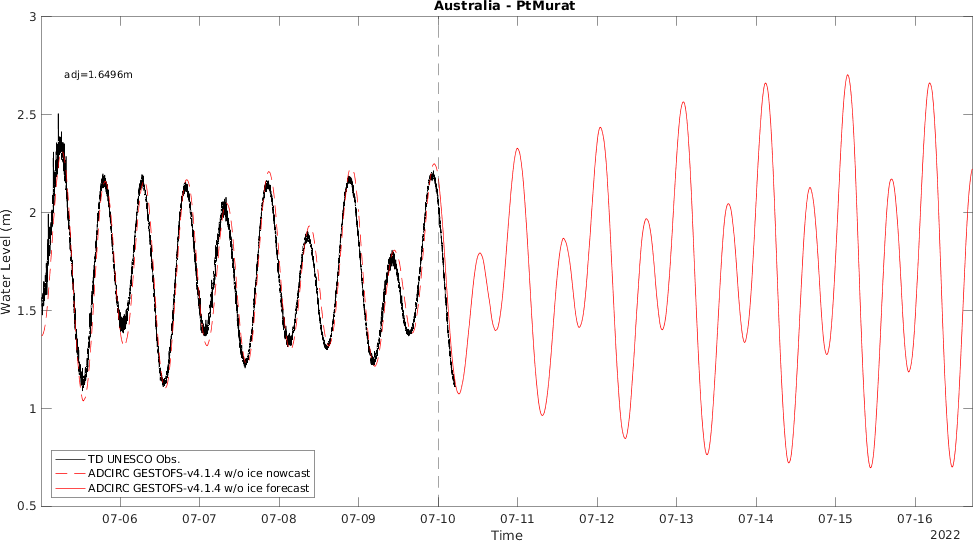 Australia - PtMurat
3
adj=1.6496m
2.5
2
Water Level (m)
1.5
1
TD UNESCO Obs.
ADCIRC GESTOFS-v4.1.4 w/o ice nowcast
ADCIRC GESTOFS-v4.1.4 w/o ice forecast
0.5
07-06 07-07 07-08 07-09 07-10 07-11 07-12 07-13 07-14 07-15 07-16
Time
2022